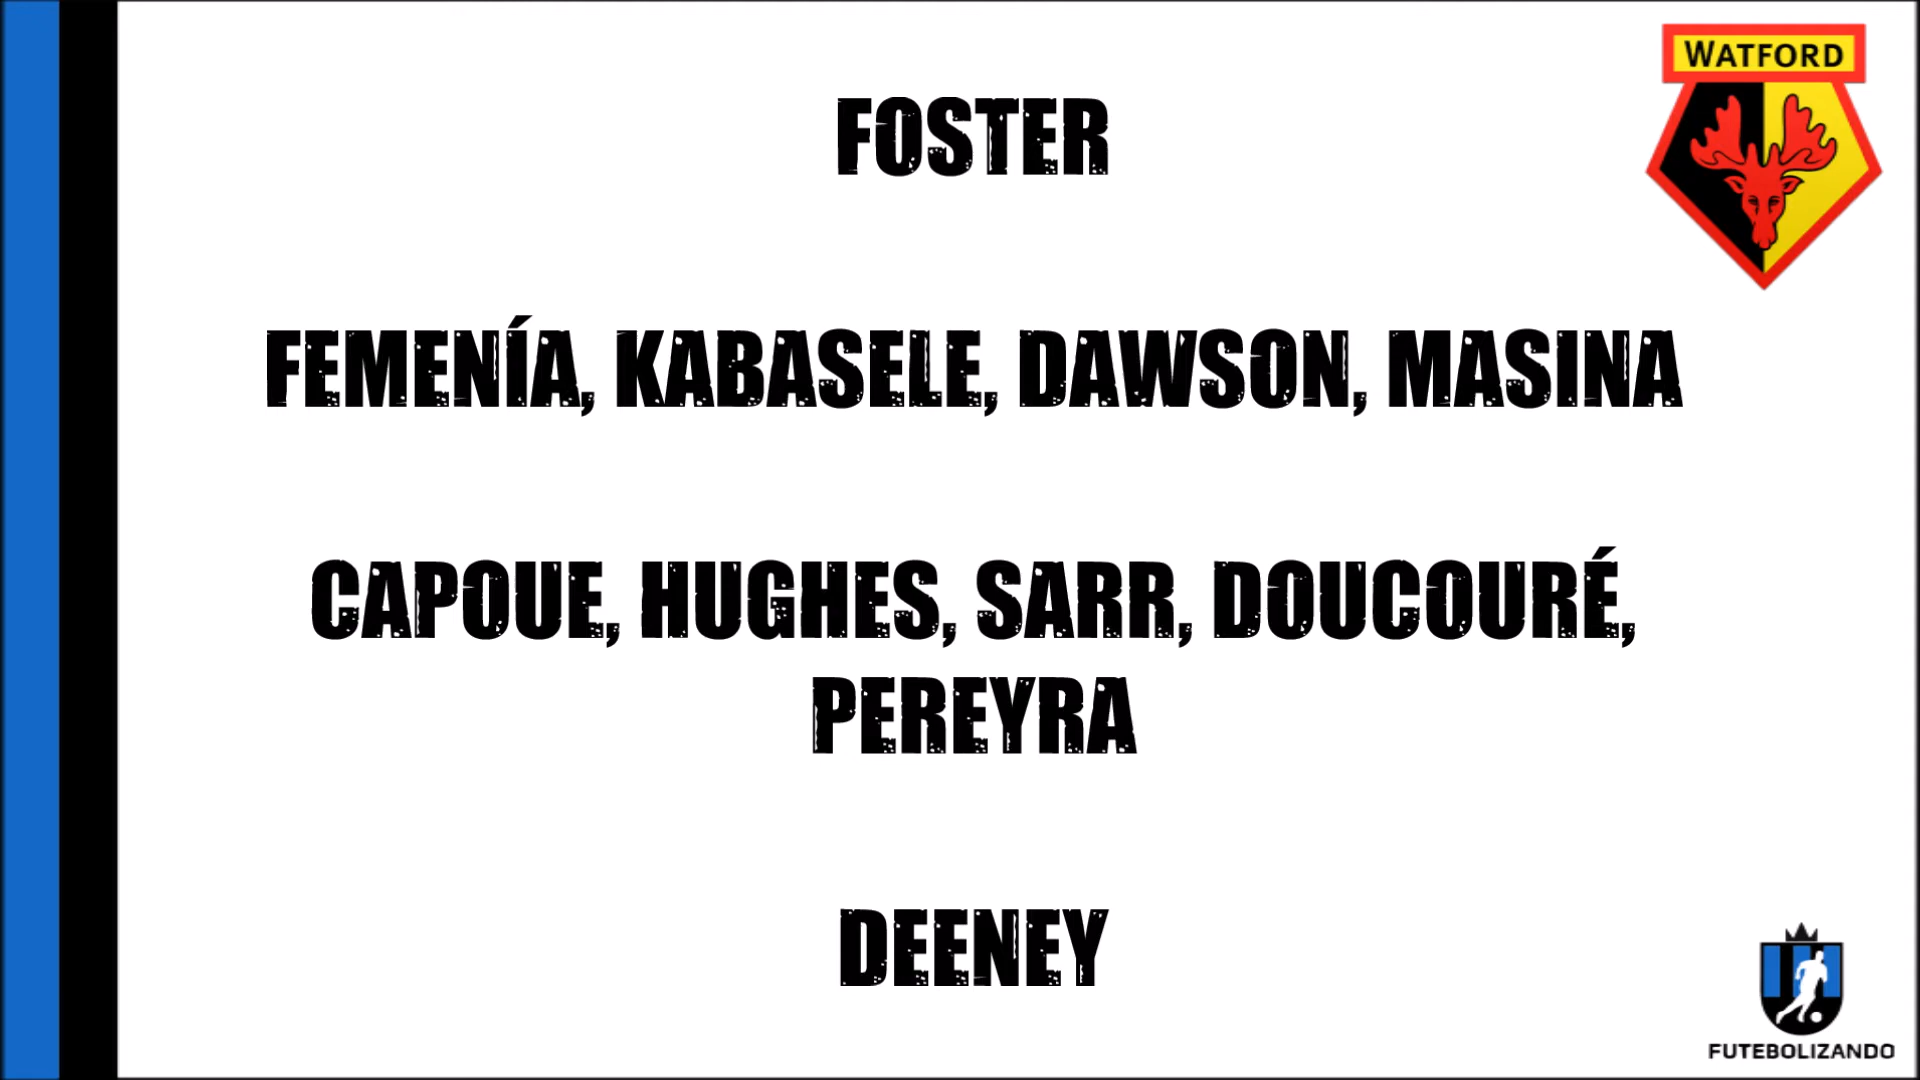 WATFORD
FOSTER
FEMENÍA, KABASELE, DAWSON, MASINA
CAPOUE, HUGHES, SARR, DOUCOURÉ,
PEREYRA
DEENEY
FUTEBOLIZANDO